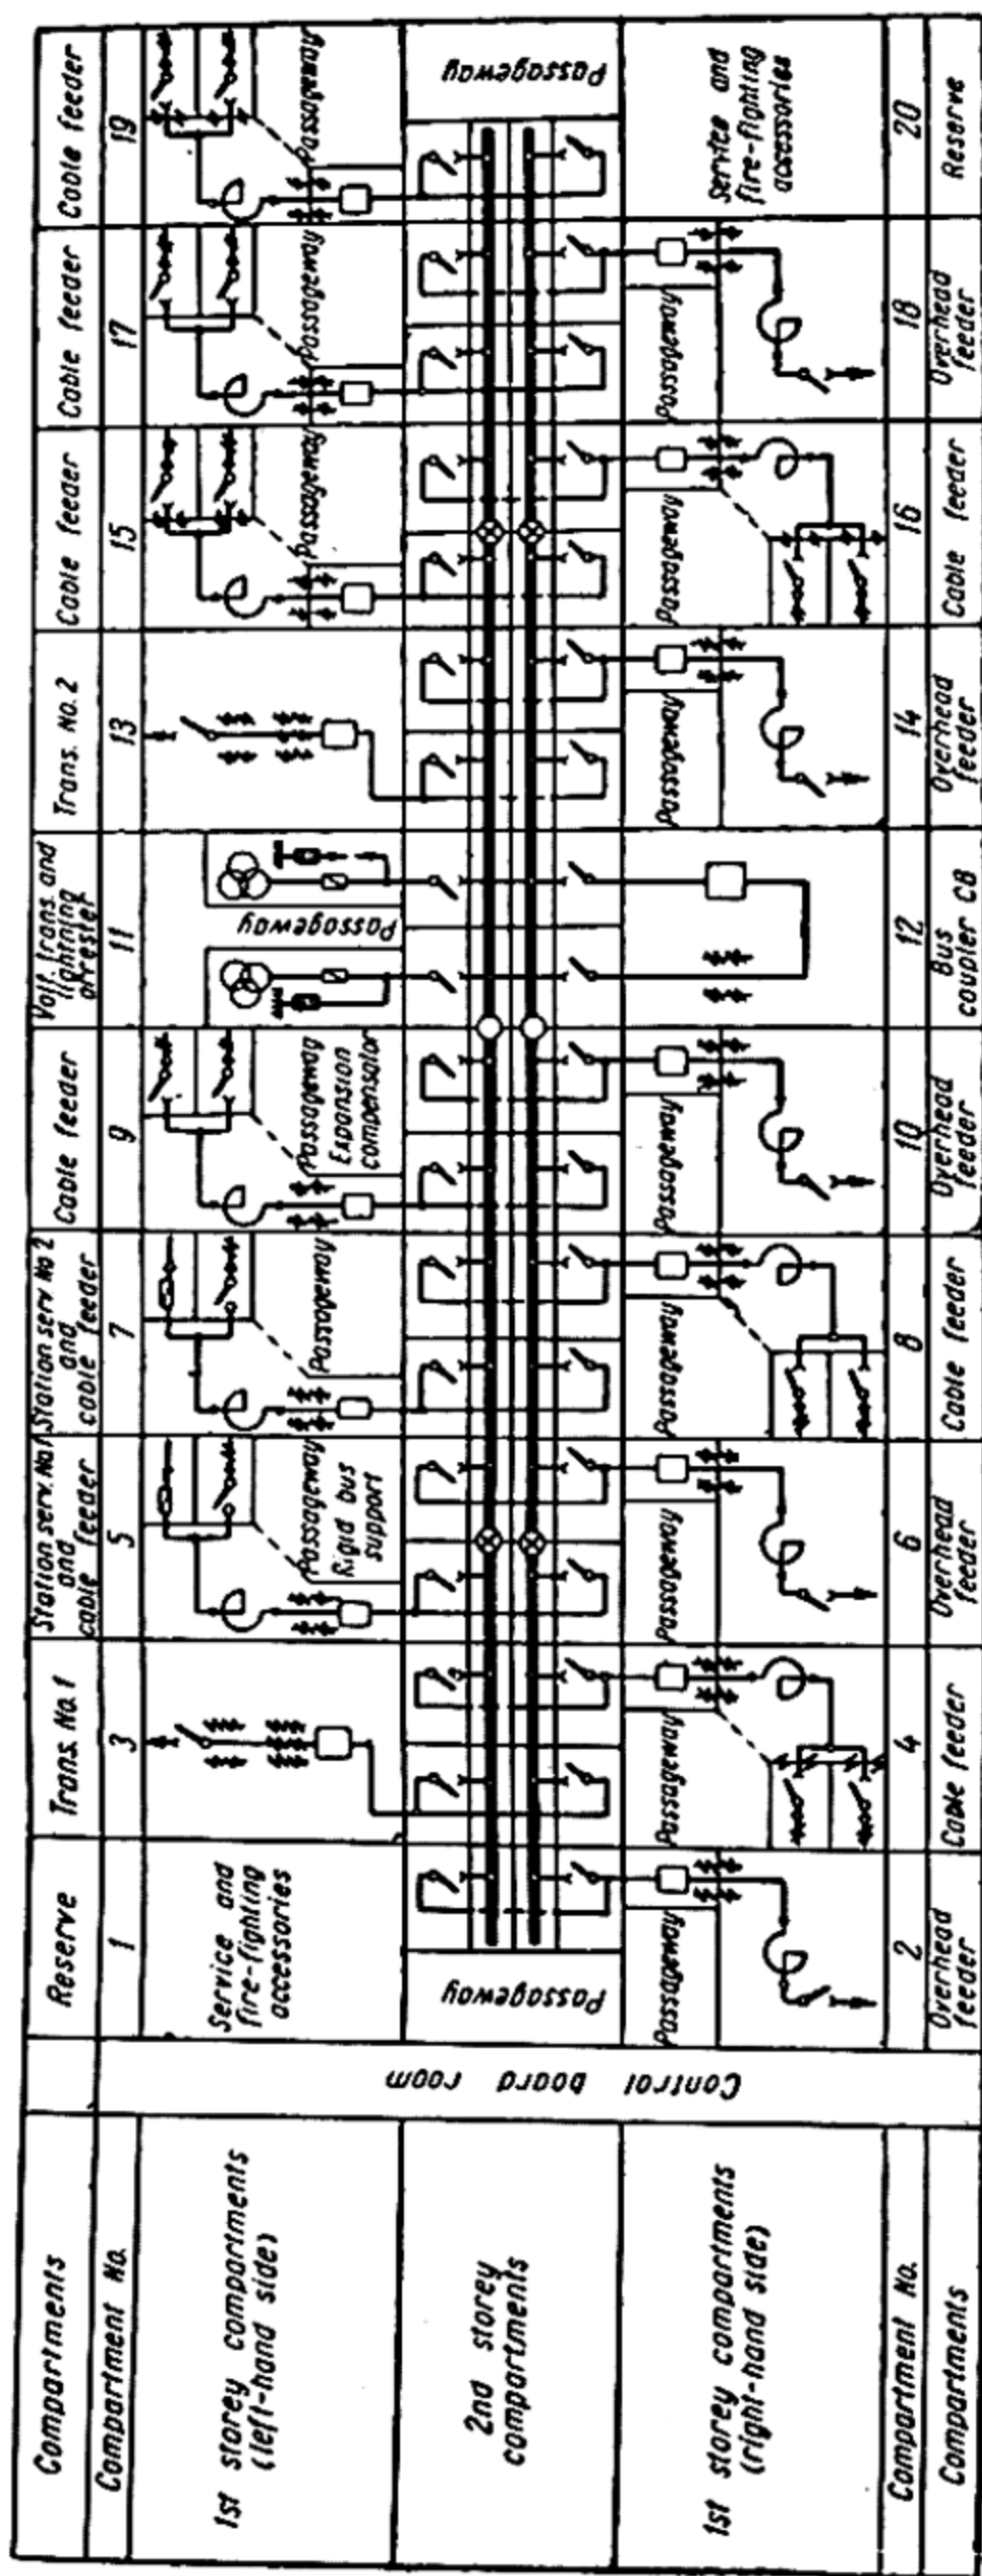 Compartments
Reserve
Trans. No.1
Station serv. No1
and
cable feeder
Station serv No 2
and
cable feeder
Cable feeder
Volt. trans. and
lightning
arrester
Trans. No. 2
Cable feeder
Cable feeder
Cable feeder
Compartment No.
1
3
5
7
9
11
13
15
17
19
1st storey compartments
(left-hand side)
Service and
fire-fighting
accessories
Passageway
Rigid bus
support
Passageway
Passageway
Expansion
compensator
Passageway
Passageway
Passageway
Passageway
Control board room
2nd storey
compartments
Passageway
Passageway
1st storey compartments
(right-hand side)
Passageway
Passageway
Passageway
Passageway
Passageway
Passageway
Passageway
Passageway
Service and
fire-fighting
accessories
Compartment No.
2
4
6
8
10
12
14
16
18
20
Compartments
Overhead
feeder
Cable feeder
Overhead
feeder
Cable feeder
Overhead
feeder
Bus
coupler CB
Overhead
feeder
Cable feeder
Overhead
feeder
Reserve